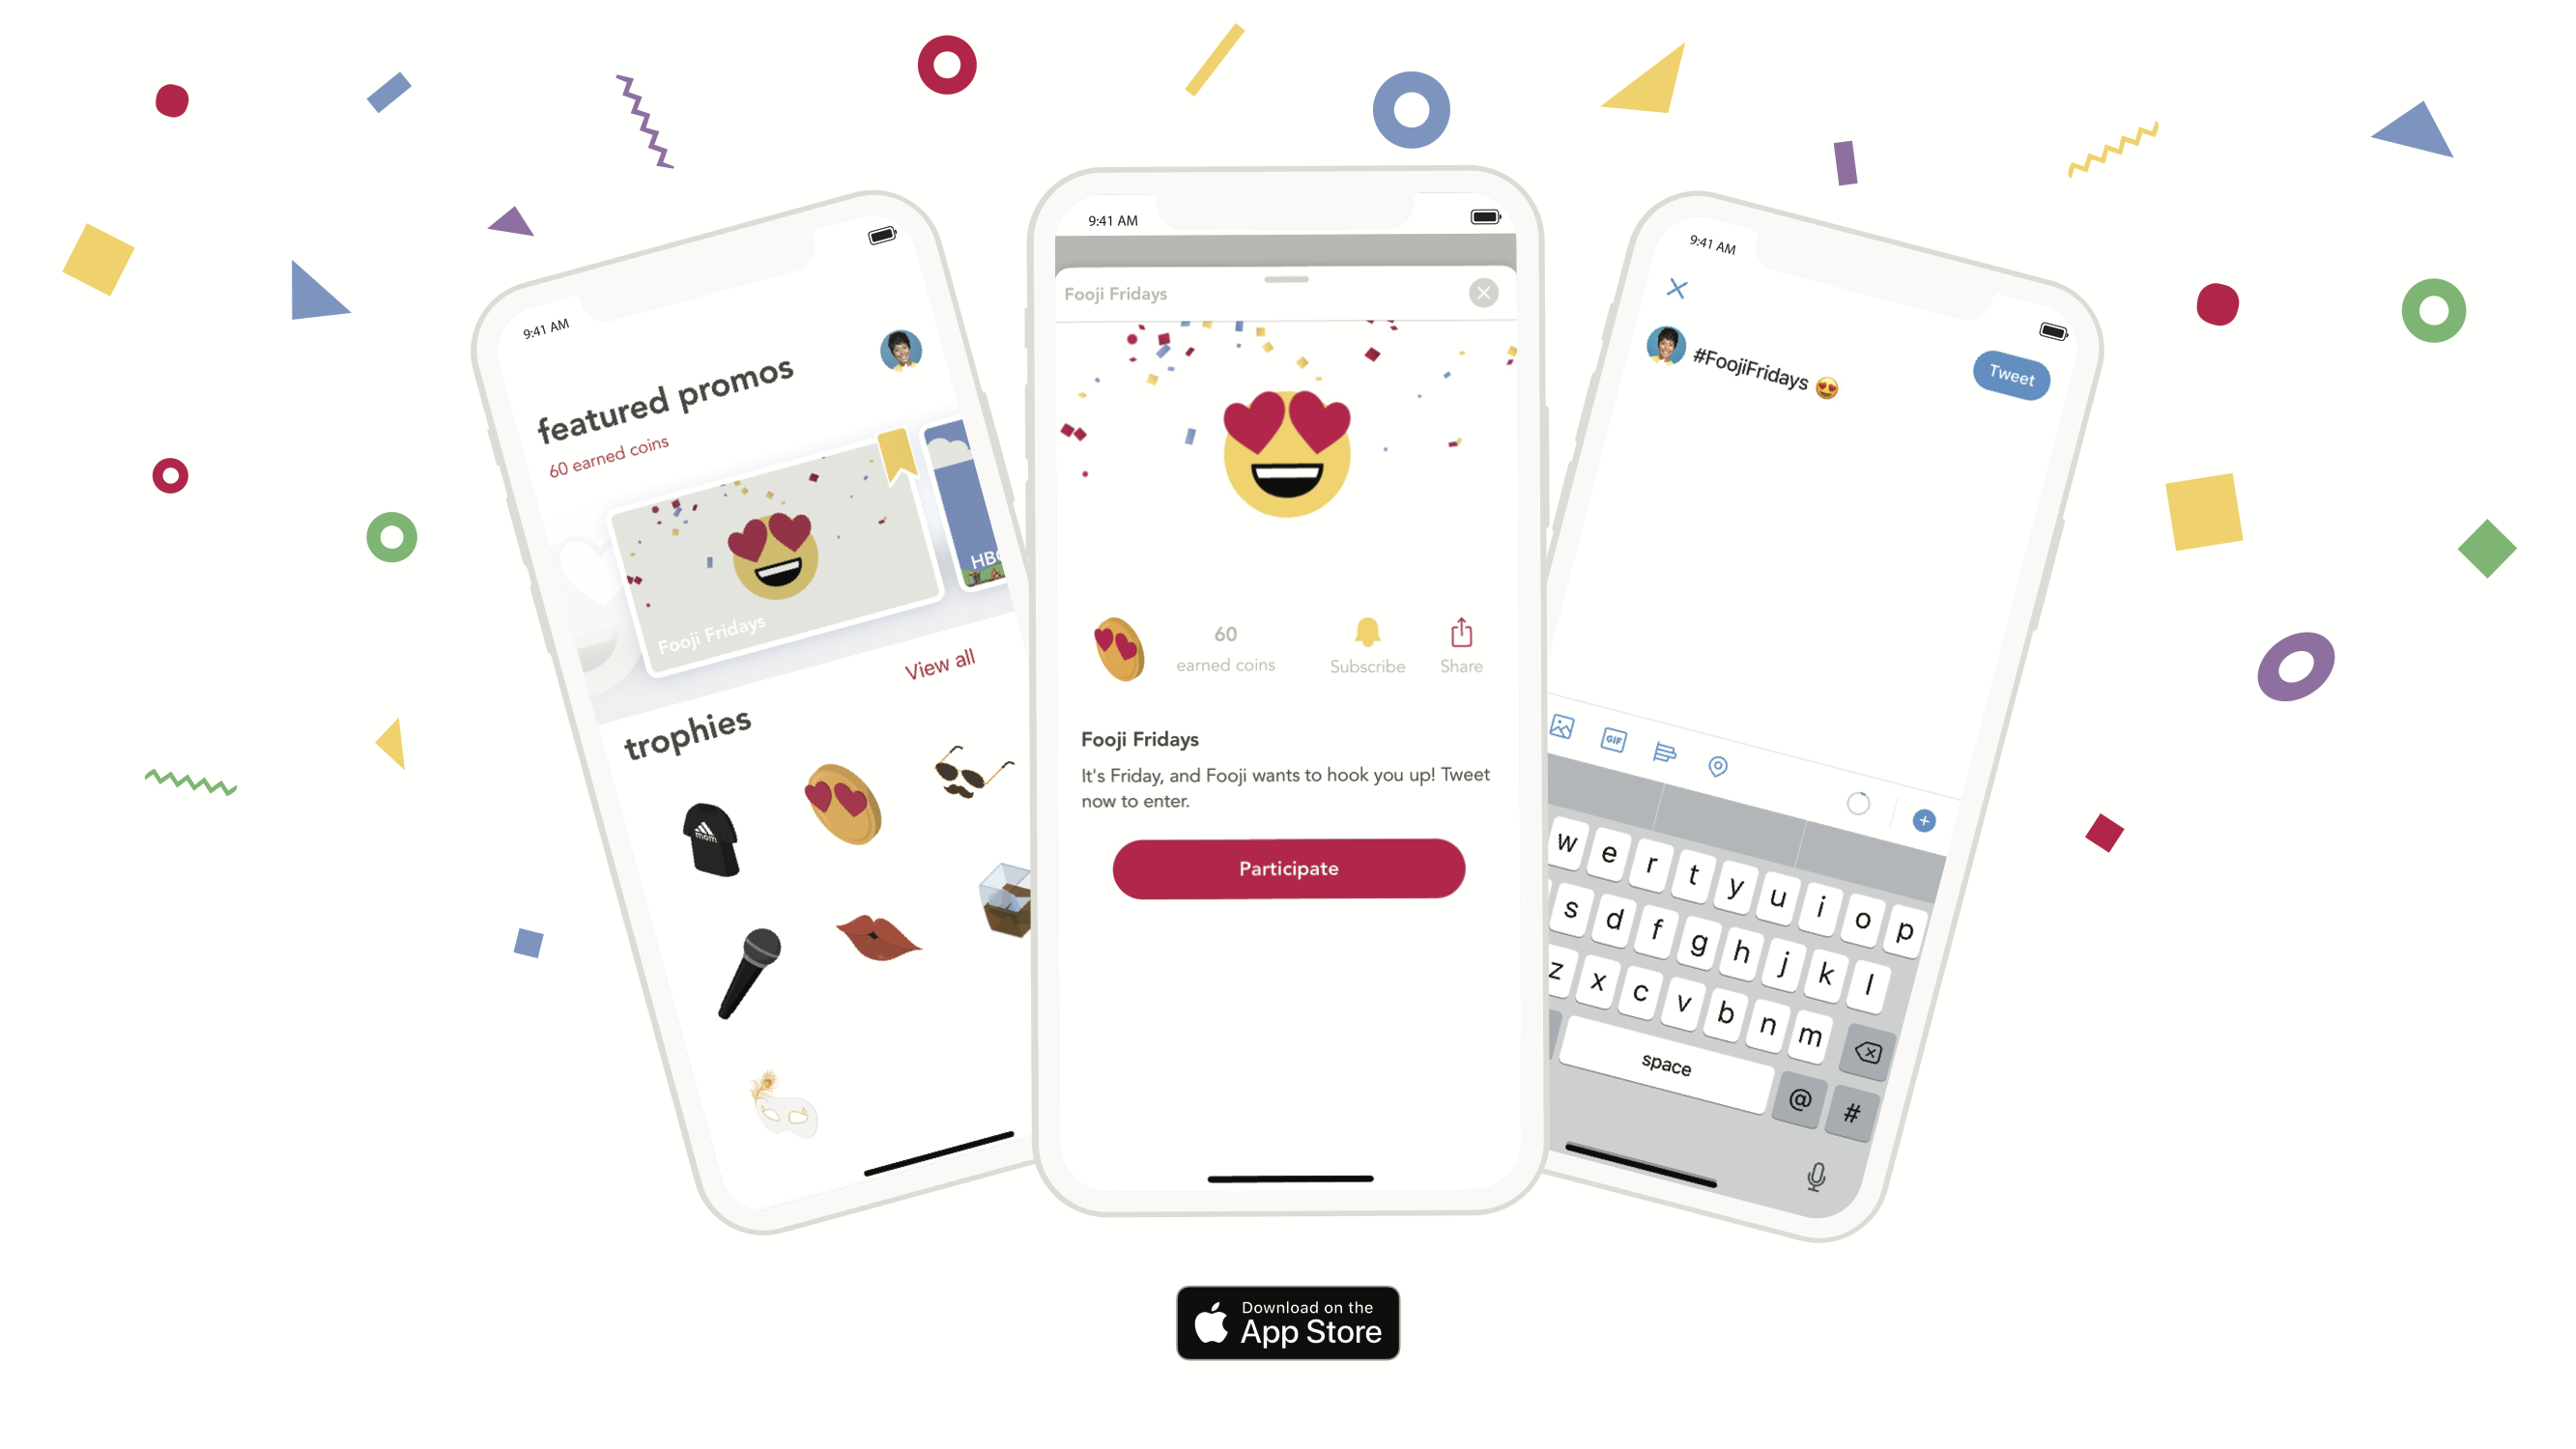 9:41 AM
featured promos
60 earned coins
Fooji Fridays
View all
trophies
mom
9:41 AM
Fooji Fridays
60
earned coins
Subscribe
Share
Fooji Fridays
It's Friday, and Fooji wants to hook you up! Tweet
now to enter.
Participate
9:41 AM
#FoojiFridays
Tweet
GIF
w e r t y u i o p
s d f g h j k l
z x c v b n m
space
@ #
Download on the
App Store